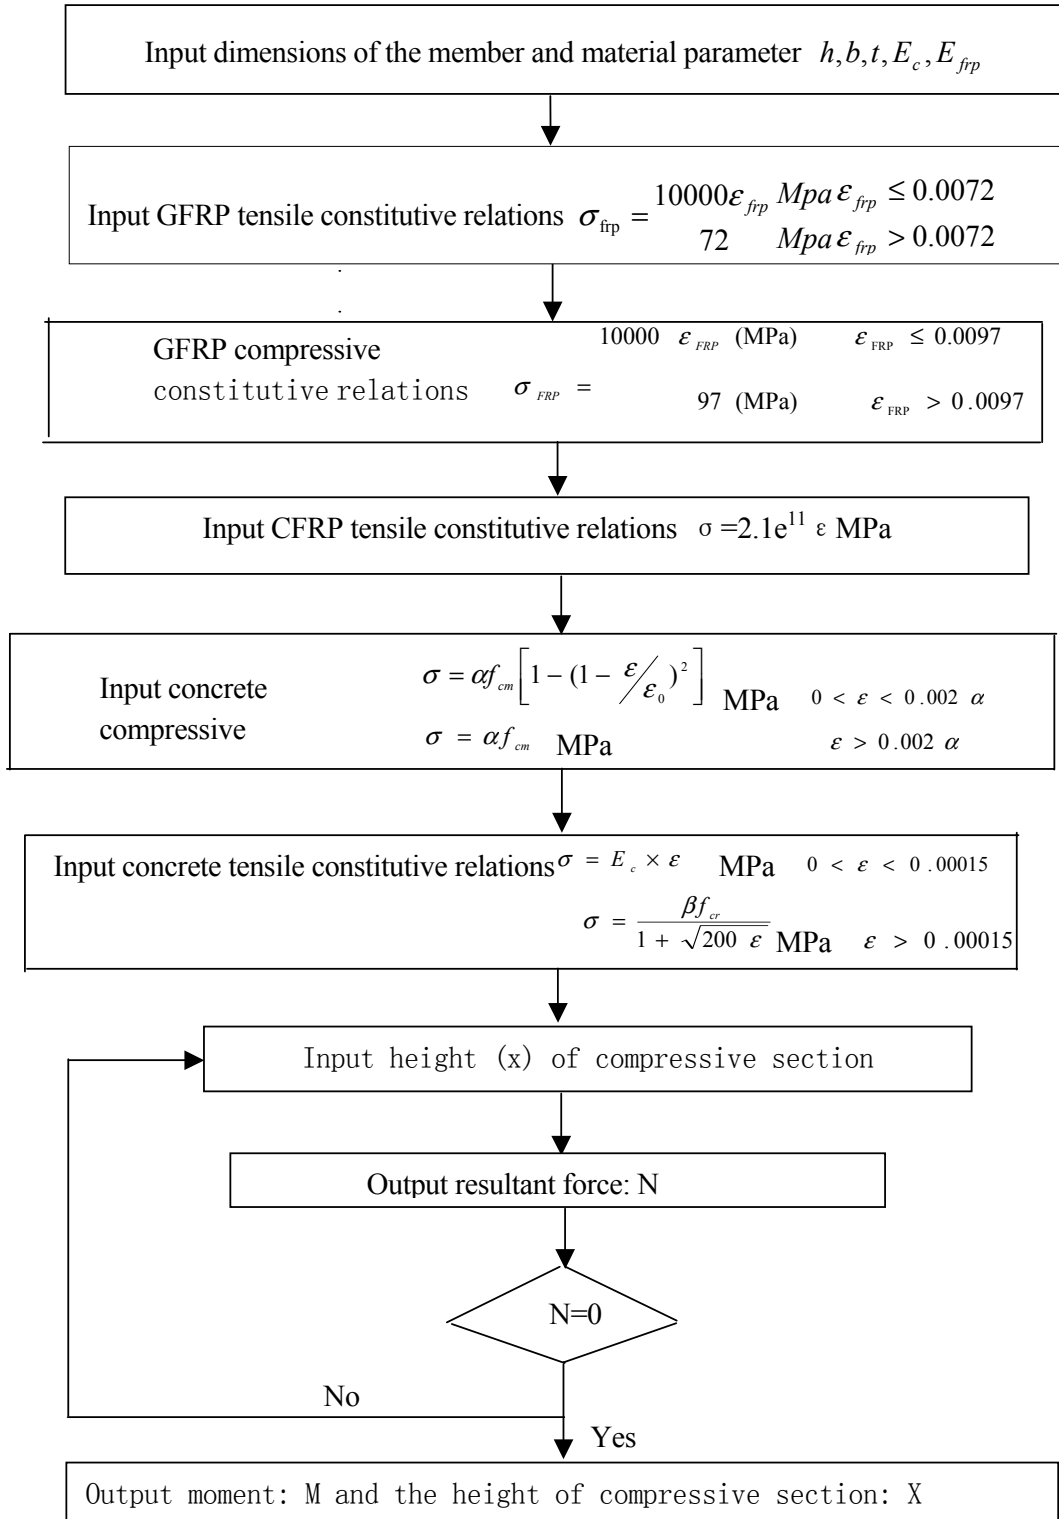 Input dimensions of the member and material parameter h, b, t, E_c, E_frp
10000ε_frp Mpa ε_frp ≤ 0.0072
Input GFRP tensile constitutive relations σ_frp =
72 Mpa ε_frp > 0.0072
GFRP compressive 10000 ε_FRP (MPa) ε_FRP ≤ 0.0097
constitutive relations σ_FRP =
97 (MPa) ε_FRP > 0.0097
Input CFRP tensile constitutive relations σ =2.1e^11 ε MPa
Input concrete σ = αf_cm [1 − (1 − ε/ε_0)^2] MPa 0 < ε < 0.002 α
compressive σ = αf_cm MPa ε > 0.002 α
Input concrete tensile constitutive relations σ = E_c × ε MPa 0 < ε < 0.00015
σ = βf_cr / (1 + √(200 ε)) MPa ε > 0.00015
Input height (x) of compressive section
Output resultant force: N
N=0
No
Yes
Output moment: M and the height of compressive section: X